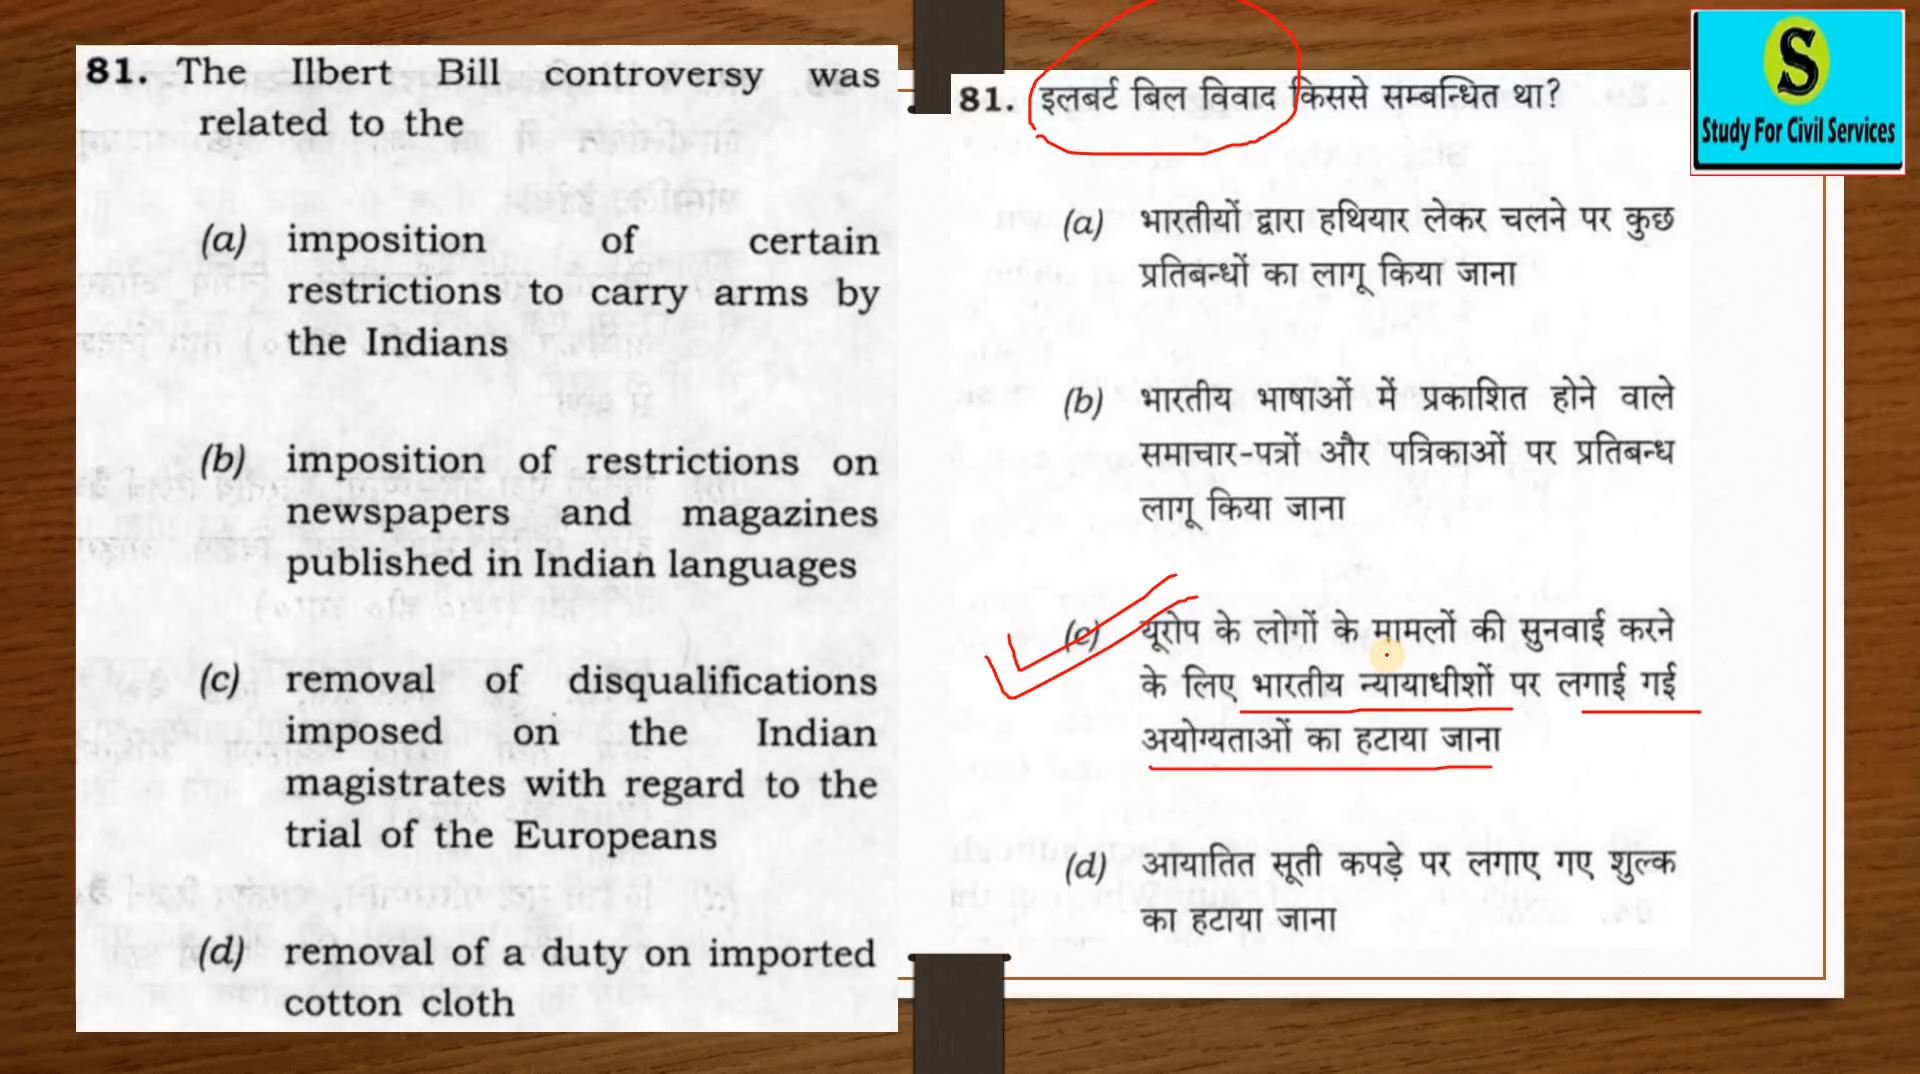 81. The Ilbert Bill controversy was
related to the
(a) imposition of certain
restrictions to carry arms by
the Indians
(b) imposition of restrictions on
newspapers and magazines
published in Indian languages
(c) removal of disqualifications
imposed on the Indian
magistrates with regard to the
trial of the Europeans
(d) removal of a duty on imported
cotton cloth
81. इलबर्ट बिल विवाद किससे सम्बन्धित था?
(a) भारतीयों द्वारा हथियार लेकर चलने पर कुछ
प्रतिबन्धों का लागू किया जाना
(b) भारतीय भाषाओं में प्रकाशित होने वाले
समाचार-पत्रों और पत्रिकाओं पर प्रतिबन्ध
लागू किया जाना
(c) यूरोप के लोगों के मामलों की सुनवाई करने
के लिए भारतीय न्यायाधीशों पर लगाई गई
अयोग्यताओं का हटाया जाना
(d) आयातित सूती कपड़े पर लगाए गए शुल्क
का हटाया जाना
S
Study For Civil Services